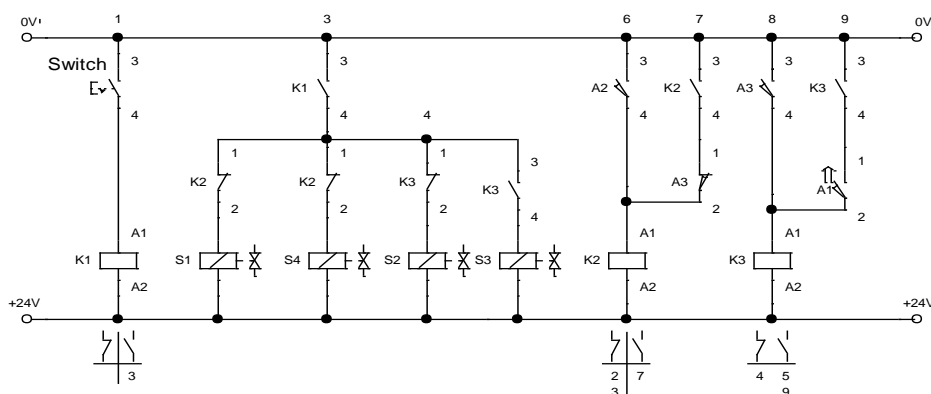 1 3 6 7 8 9
0V 0V
Switch 3 3 3 3 3 3
K1 A2 K2 A3 K3
4 4 4 4 4 4
4
1 1 1 3 1 1
K2 K2 K3 K3 A3 A1
2 2 2 4 2 2
A1 A1 A1
K1 S1 S4 S2 S3 K2 K3
A2 A2 A2
+24V +24V
3 2 7 4 5
3 9